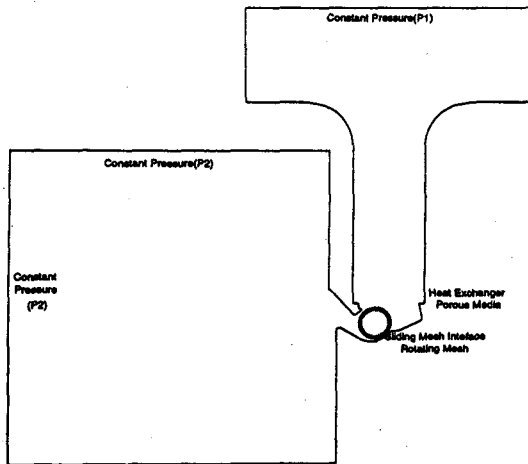 Constant Pressure(P1)
Constant Pressure(P2)
Constant
Pressure
(P2)
Heat Exchanger
Porous Media
Sliding Mesh Inteface
Rotating Mesh